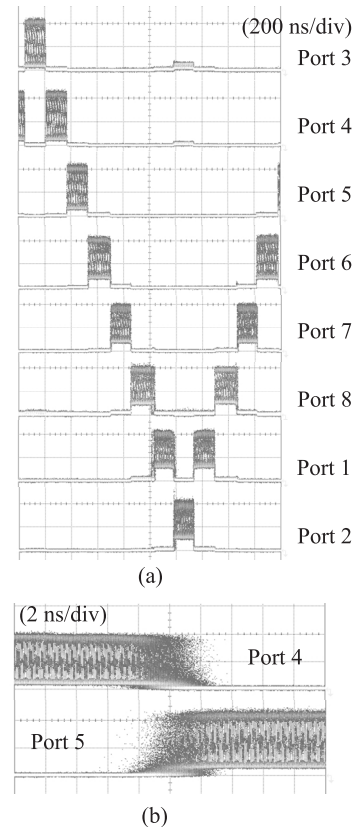 (200 ns/div)
Port 3
Port 4
Port 5
Port 6
Port 7
Port 8
Port 1
Port 2
(a)
(2 ns/div)
Port 4
Port 5
(b)